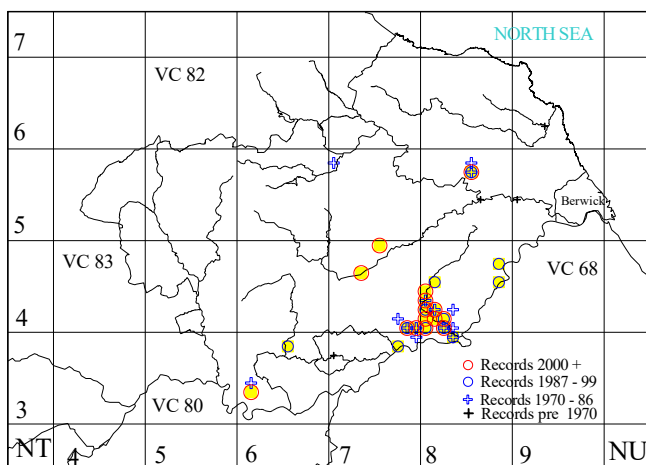 NORTH SEA
7
VC 82
6
Berwick
5
VC 83
VC 68
4
Records 2000 +
Records 1987 - 99
Records 1970 - 86
VC 80
Records pre 1970
3
NT 4 5 6 7 8 9 NU